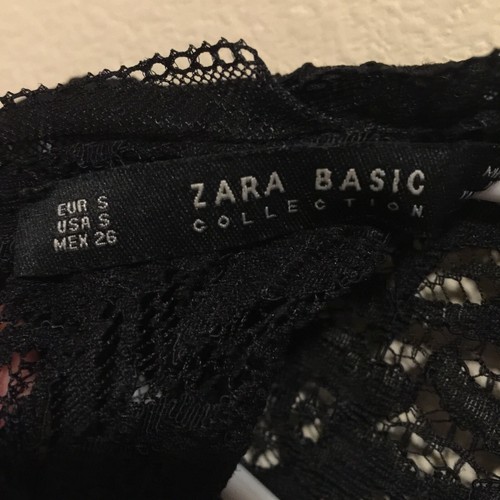 EUR S
USA S
MEX 26
ZARA BASIC
COLLECTION